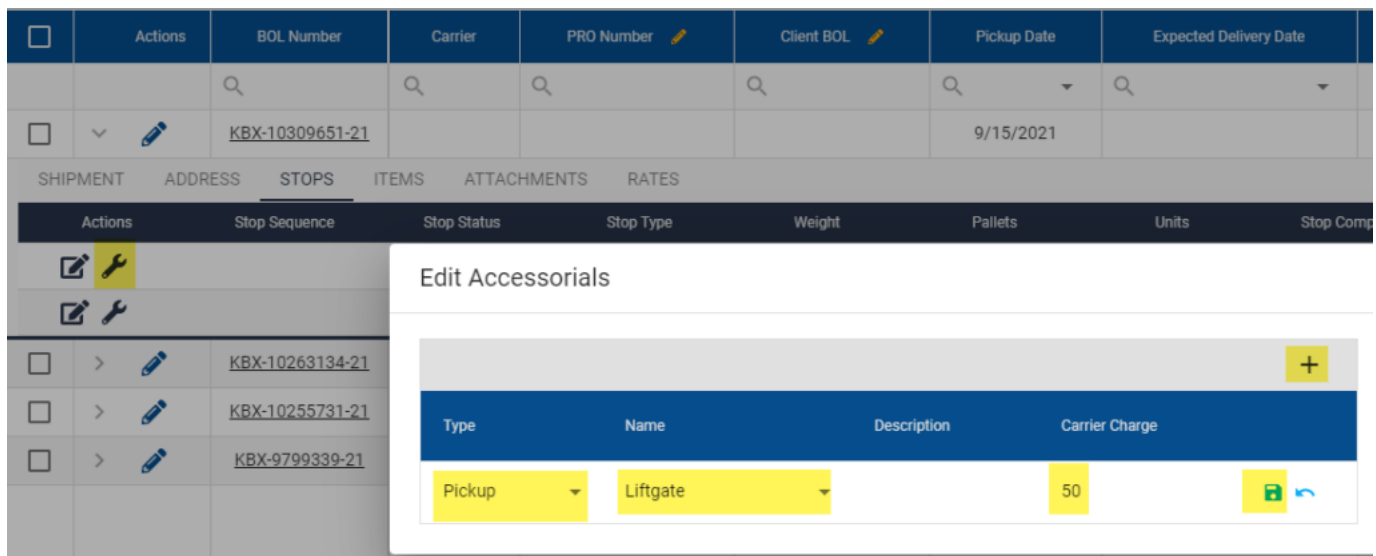 Actions BOL Number Carrier PRO Number Client BOL Pickup Date Expected Delivery Date
KBX-10309651-21 9/15/2021
SHIPMENT ADDRESS STOPS ITEMS ATTACHMENTS RATES
Actions Stop Sequence Stop Status Stop Type Weight Pallets Units Stop Comp
Edit Accessorials
+
KBX-10263134-21
KBX-10255731-21
KBX-9799339-21
Type Name Description Carrier Charge
Pickup Liftgate 50